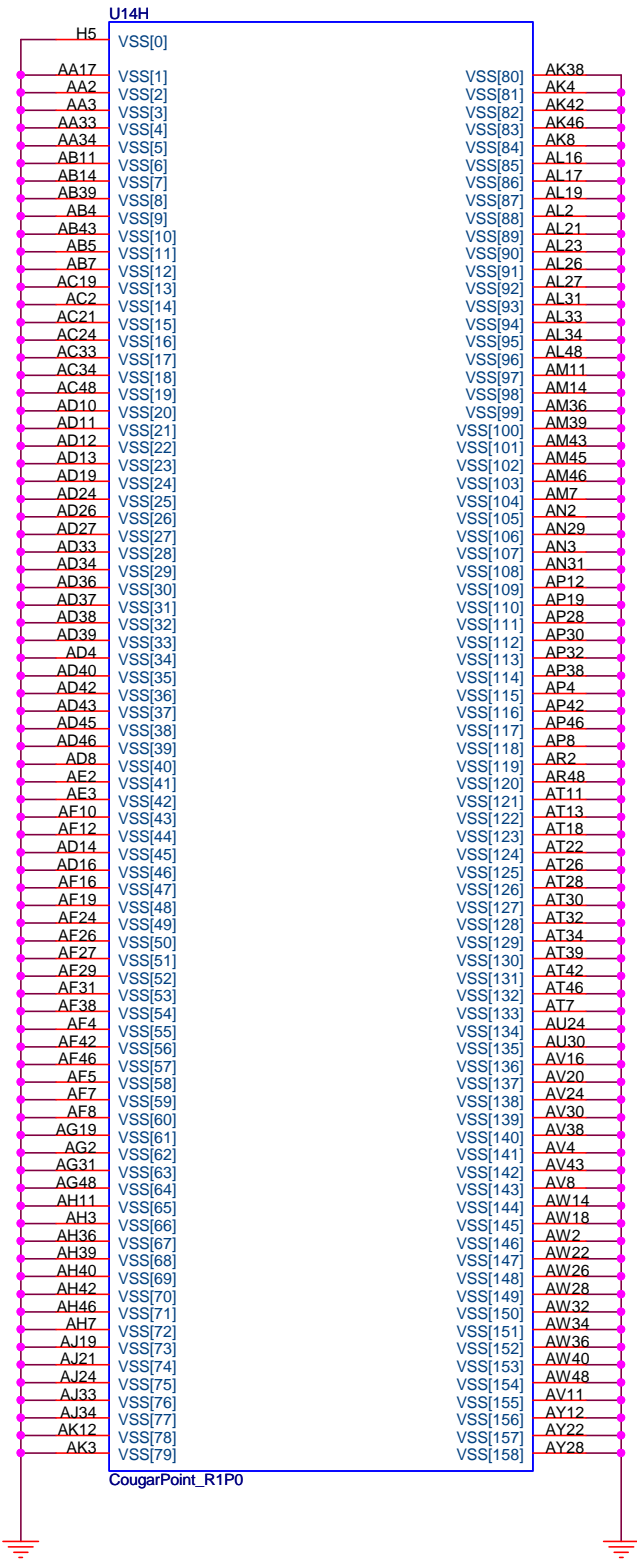 U14H
H5 VSS[0]
AA17 VSS[1] VSS[80] AK38
AA2 VSS[2] VSS[81] AK4
AA3 VSS[3] VSS[82] AK42
AA33 VSS[4] VSS[83] AK46
AA34 VSS[5] VSS[84] AK8
AB11 VSS[6] VSS[85] AL16
AB14 VSS[7] VSS[86] AL17
AB39 VSS[8] VSS[87] AL19
AB4 VSS[9] VSS[88] AL2
AB43 VSS[10] VSS[89] AL21
AB5 VSS[11] VSS[90] AL23
AB7 VSS[12] VSS[91] AL26
AC19 VSS[13] VSS[92] AL27
AC2 VSS[14] VSS[93] AL31
AC21 VSS[15] VSS[94] AL33
AC24 VSS[16] VSS[95] AL34
AC33 VSS[17] VSS[96] AL48
AC34 VSS[18] VSS[97] AM11
AC48 VSS[19] VSS[98] AM14
AD10 VSS[20] VSS[99] AM36
AD11 VSS[21] VSS[100] AM39
AD12 VSS[22] VSS[101] AM43
AD13 VSS[23] VSS[102] AM45
AD19 VSS[24] VSS[103] AM46
AD24 VSS[25] VSS[104] AM7
AD26 VSS[26] VSS[105] AN2
AD27 VSS[27] VSS[106] AN29
AD33 VSS[28] VSS[107] AN3
AD34 VSS[29] VSS[108] AN31
AD36 VSS[30] VSS[109] AP12
AD37 VSS[31] VSS[110] AP19
AD38 VSS[32] VSS[111] AP28
AD39 VSS[33] VSS[112] AP30
AD4 VSS[34] VSS[113] AP32
AD40 VSS[35] VSS[114] AP38
AD42 VSS[36] VSS[115] AP4
AD43 VSS[37] VSS[116] AP42
AD45 VSS[38] VSS[117] AP46
AD46 VSS[39] VSS[118] AP8
AD8 VSS[40] VSS[119] AR2
AE2 VSS[41] VSS[120] AR48
AE3 VSS[42] VSS[121] AT11
AF10 VSS[43] VSS[122] AT13
AF12 VSS[44] VSS[123] AT18
AD14 VSS[45] VSS[124] AT22
AD16 VSS[46] VSS[125] AT26
AF16 VSS[47] VSS[126] AT28
AF19 VSS[48] VSS[127] AT30
AF24 VSS[49] VSS[128] AT32
AF26 VSS[50] VSS[129] AT34
AF27 VSS[51] VSS[130] AT39
AF29 VSS[52] VSS[131] AT42
AF31 VSS[53] VSS[132] AT46
AF38 VSS[54] VSS[133] AT7
AF4 VSS[55] VSS[134] AU24
AF42 VSS[56] VSS[135] AU30
AF46 VSS[57] VSS[136] AV16
AF5 VSS[58] VSS[137] AV20
AF7 VSS[59] VSS[138] AV24
AF8 VSS[60] VSS[139] AV30
AG19 VSS[61] VSS[140] AV38
AG2 VSS[62] VSS[141] AV4
AG31 VSS[63] VSS[142] AV43
AG48 VSS[64] VSS[143] AV8
AH11 VSS[65] VSS[144] AW14
AH3 VSS[66] VSS[145] AW18
AH36 VSS[67] VSS[146] AW2
AH39 VSS[68] VSS[147] AW22
AH40 VSS[69] VSS[148] AW26
AH42 VSS[70] VSS[149] AW28
AH46 VSS[71] VSS[150] AW32
AH7 VSS[72] VSS[151] AW34
AJ19 VSS[73] VSS[152] AW36
AJ21 VSS[74] VSS[153] AW40
AJ24 VSS[75] VSS[154] AW48
AJ33 VSS[76] VSS[155] AV11
AJ34 VSS[77] VSS[156] AY12
AK12 VSS[78] VSS[157] AY22
AK3 VSS[79] VSS[158] AY28
CougarPoint_R1P0